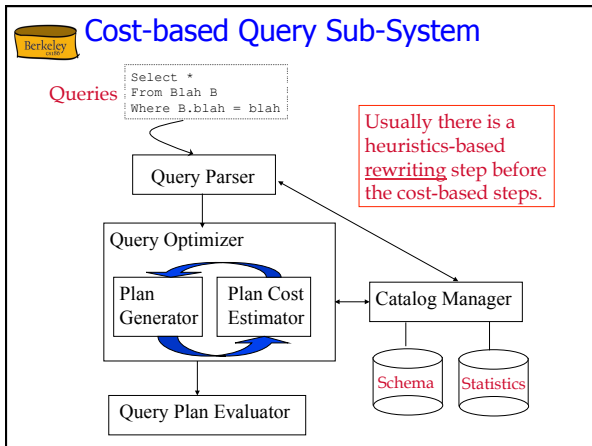 Cost-based Query Sub-System
Berkeley
cs186
Queries
Select *
From Blah B
Where B.blah = blah
Usually there is a
heuristics-based
rewriting step before
the cost-based steps.
Query Parser
Query Optimizer
Plan
Generator
Plan Cost
Estimator
Catalog Manager
Schema
Statistics
Query Plan Evaluator